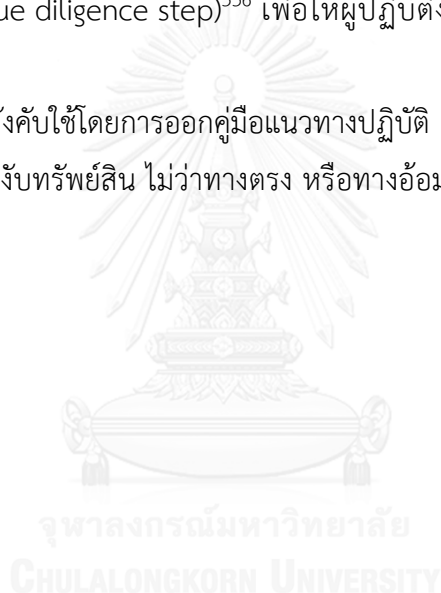 ue diligence step)⁵⁵⁶ เพื่อให้ผู้ปฏิบัติ
ังคับใช้โดยการออกคู่มือแนวทางปฏิบัติ
งับทรัพย์สิน ไม่ว่าทางตรง หรือทางอ้อม
จุฬาลงกรณ์มหาวิทยาลัย
CHULALONGKORN UNIVERSITY